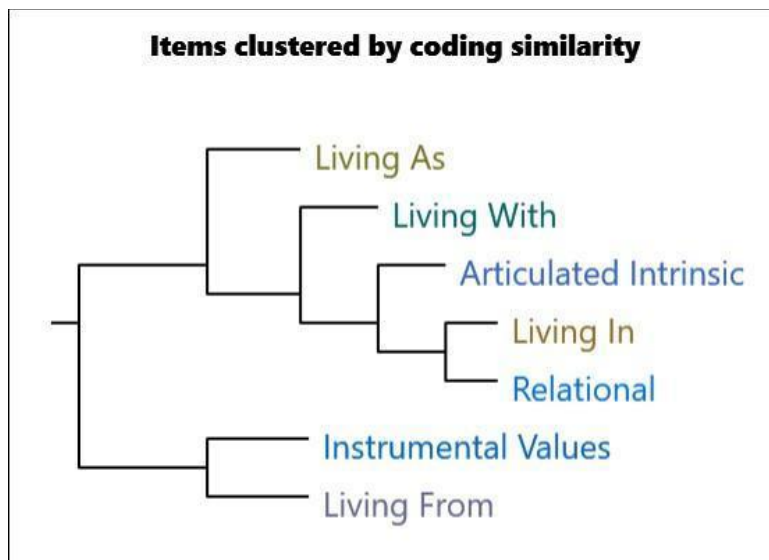 Items clustered by coding similarity
Living As
Living With
Articulated Intrinsic
Living In
Relational
Instrumental Values
Living From